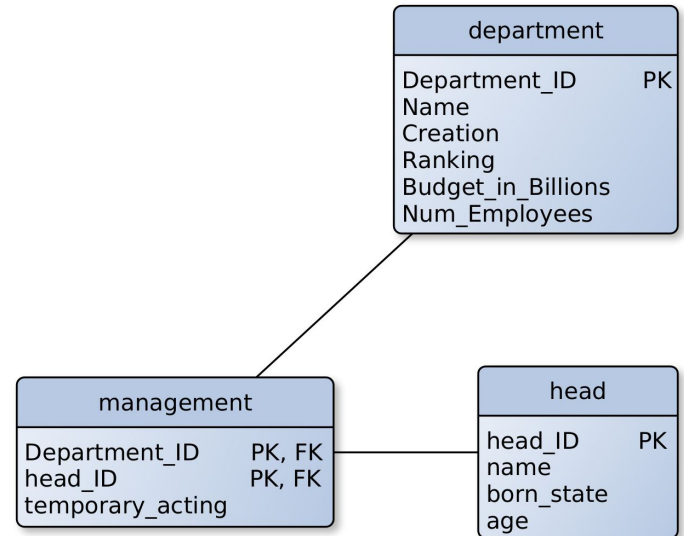 department
Department_ID PK
Name
Creation
Ranking
Budget_in_Billions
Num_Employees
management
Department_ID PK, FK
head_ID PK, FK
temporary_acting
head
head_ID PK
name
born_state
age